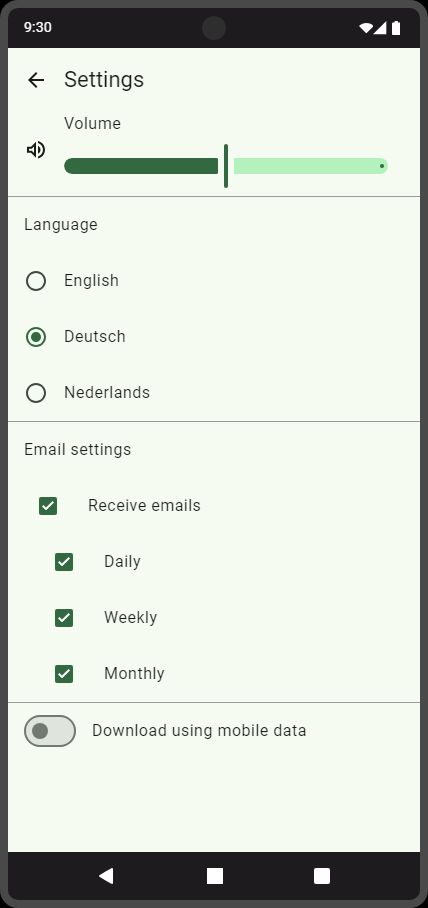 9:30
Settings
Volume
Language
English
Deutsch
Nederlands
Email settings
Receive emails
Daily
Weekly
Monthly
Download using mobile data